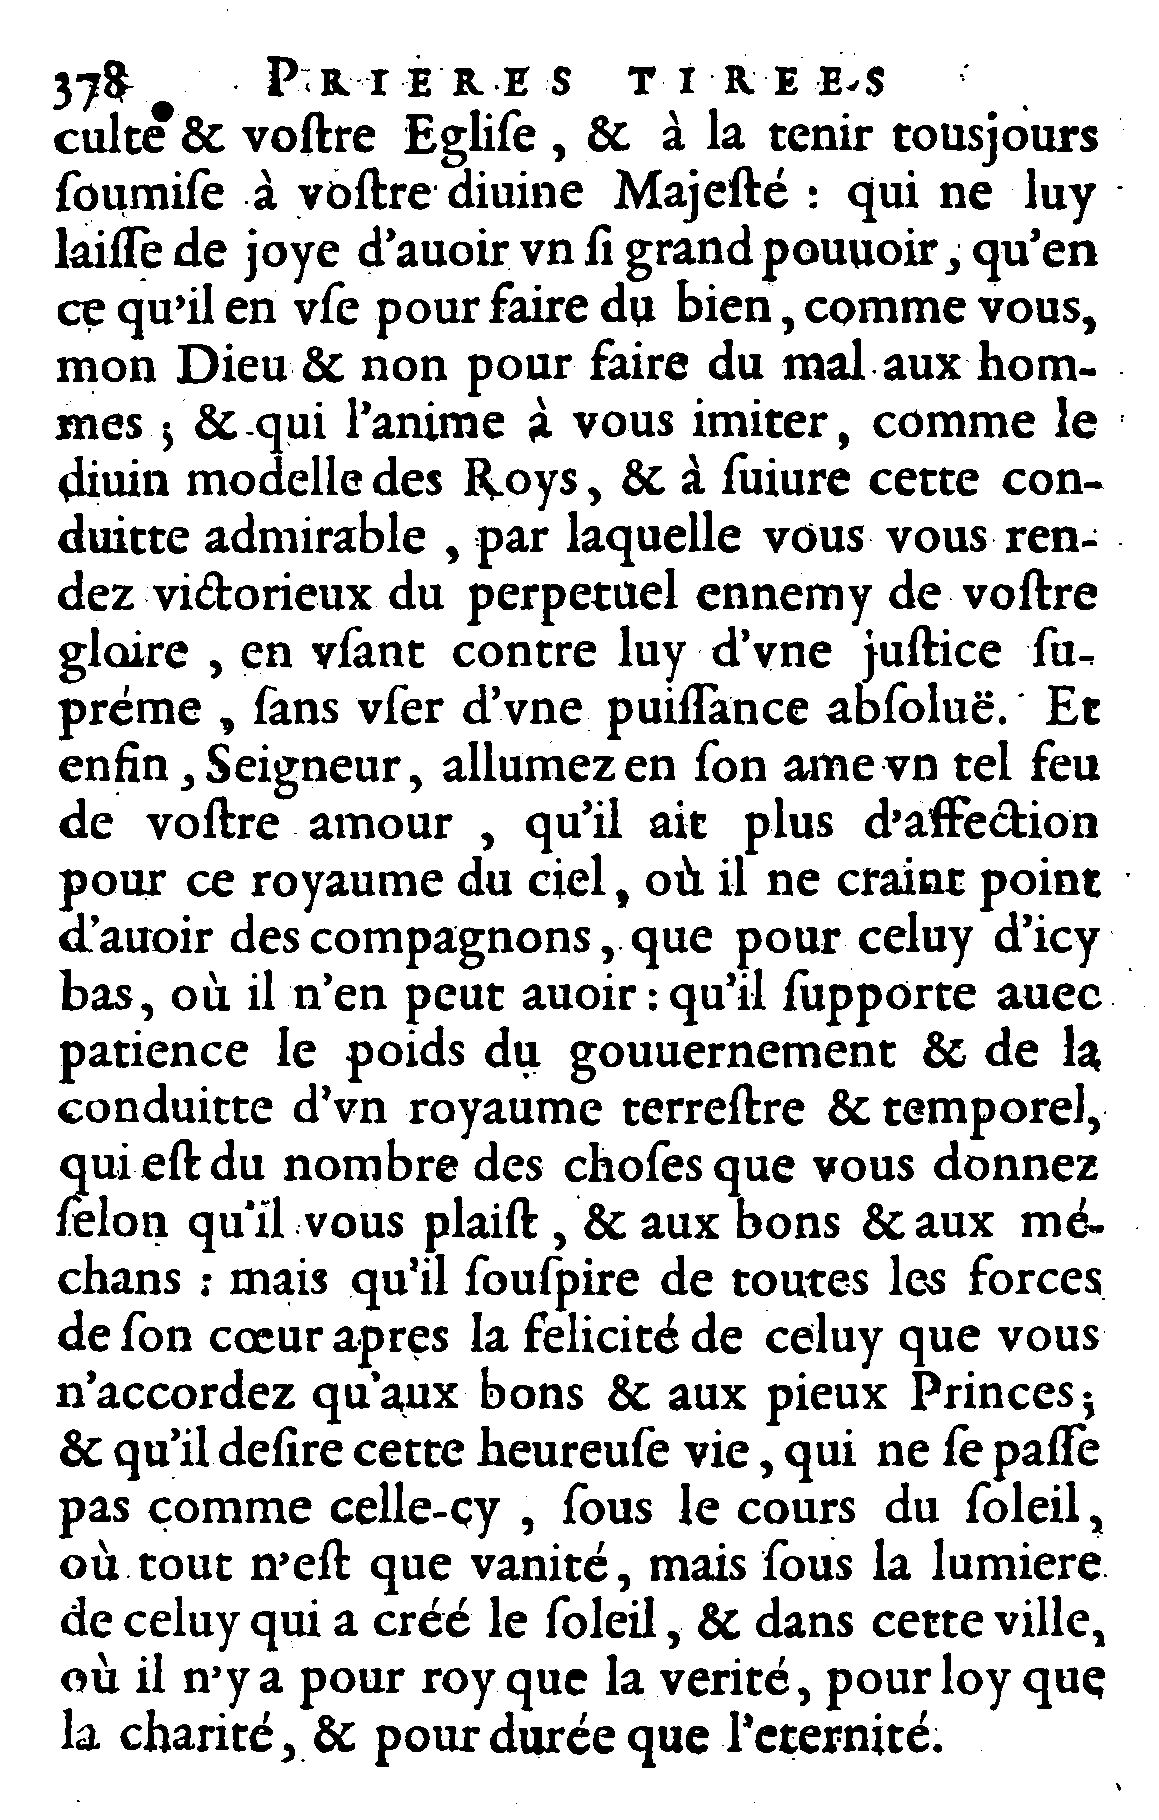 378 PRIERES TIREES
culte & voſtre Egliſe, & à la tenir tousjours
ſoumiſe à voſtre diuine Majeſté : qui ne luy
laiſſe de joye d'auoir vn ſi grand pouuoir, qu'en
ce qu'il en vſe pour faire du bien, comme vous,
mon Dieu & non pour faire du mal aux hom-
mes ; & qui l'anime à vous imiter, comme le
diuin modelle des Roys, & à ſuiure cette con-
duitte admirable, par laquelle vous vous ren-
dez victorieux du perpetuel ennemy de voſtre
gloire, en vſant contre luy d'vne juſtice ſu-
préme, ſans vſer d'vne puiſſance abſoluë. Et
enfin, Seigneur, allumez en ſon ame vn tel feu
de voſtre amour, qu'il ait plus d'affection
pour ce royaume du ciel, où il ne craint point
d'auoir des compagnons, que pour celuy d'icy
bas, où il n'en peut auoir : qu'il ſupporte auec
patience le poids du gouuernement & de la
conduitte d'vn royaume terreſtre & temporel,
qui eſt du nombre des choſes que vous donnez
ſelon qu'il vous plaiſt, & aux bons & aux mé-
chans : mais qu'il ſouſpire de toutes les forces
de ſon cœur apres la felicité de celuy que vous
n'accordez qu'aux bons & aux pieux Princes ;
& qu'il deſire cette heureuſe vie, qui ne ſe paſſe
pas comme celle-cy, ſous le cours du ſoleil,
où tout n'eſt que vanité, mais ſous la lumiere
de celuy qui a créé le ſoleil, & dans cette ville,
où il n'y a pour roy que la verité, pour loy que
la charité, & pour durée que l'eternité.